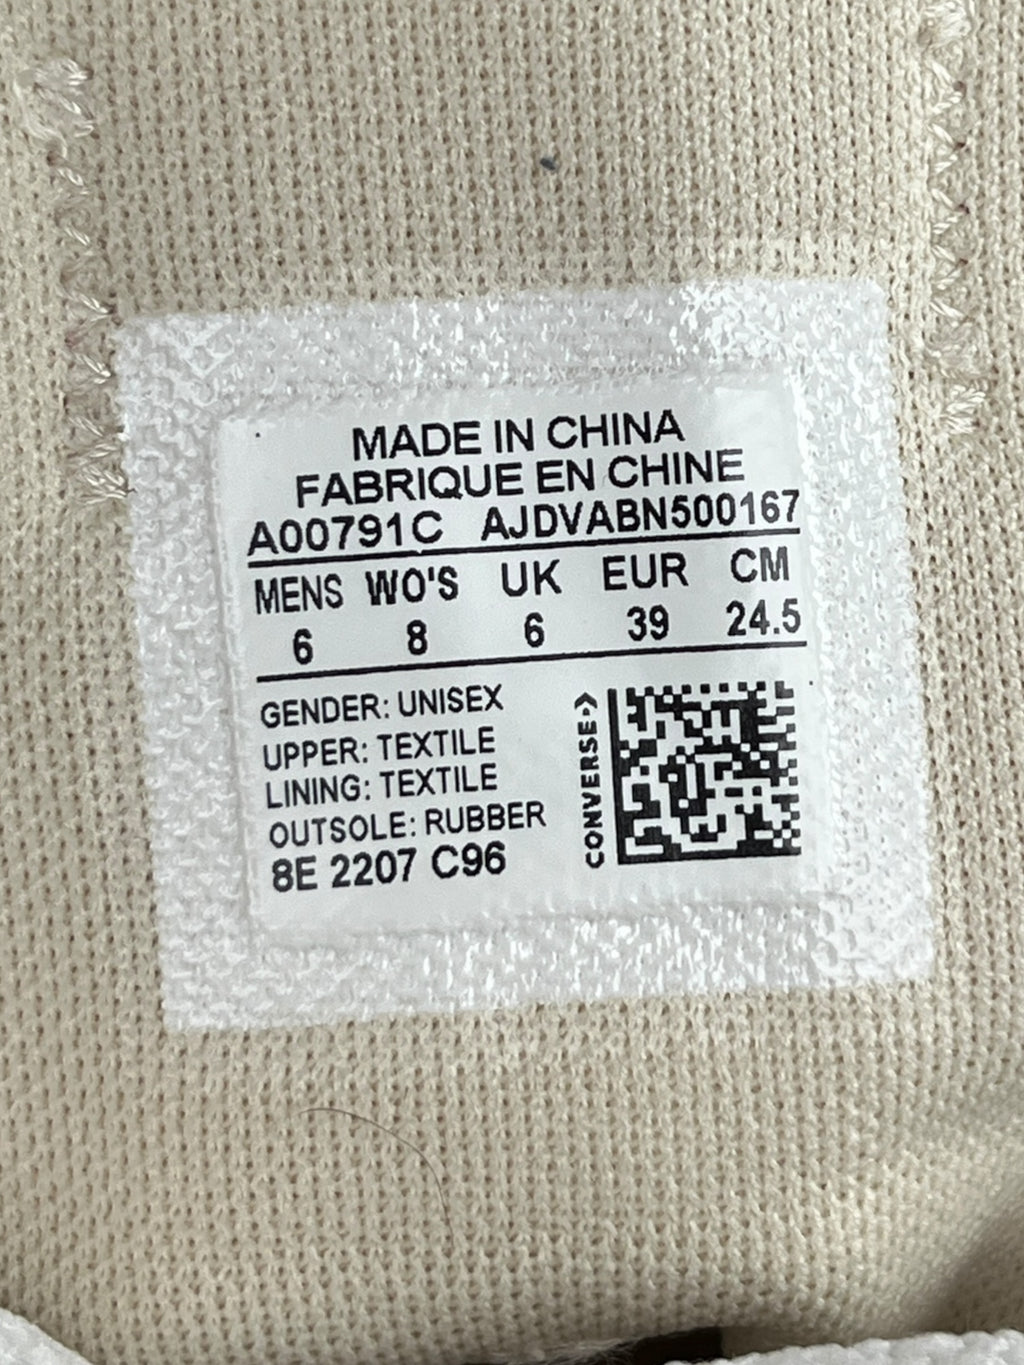 MADE IN CHINA
FABRIQUE EN CHINE
A00791C AJDVABN500167
MENS WO'S UK EUR CM
6 8 6 39 24.5
GENDER: UNISEX
UPPER: TEXTILE
LINING: TEXTILE
OUTSOLE: RUBBER
8E 2207 C96
CONVERSE